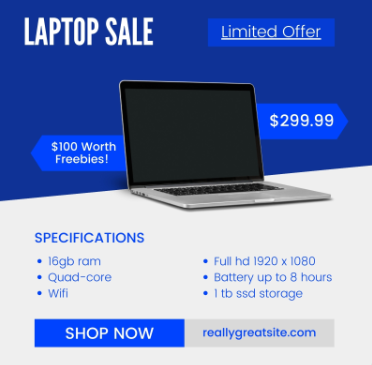 LAPTOP SALE
Limited Offer
$299.99
$100 Worth
Freebies!
SPECIFICATIONS
16gb ram
Quad-core
Wifi
Full hd 1920 x 1080
Battery up to 8 hours
1 tb ssd storage
SHOP NOW
reallygreatsite.com